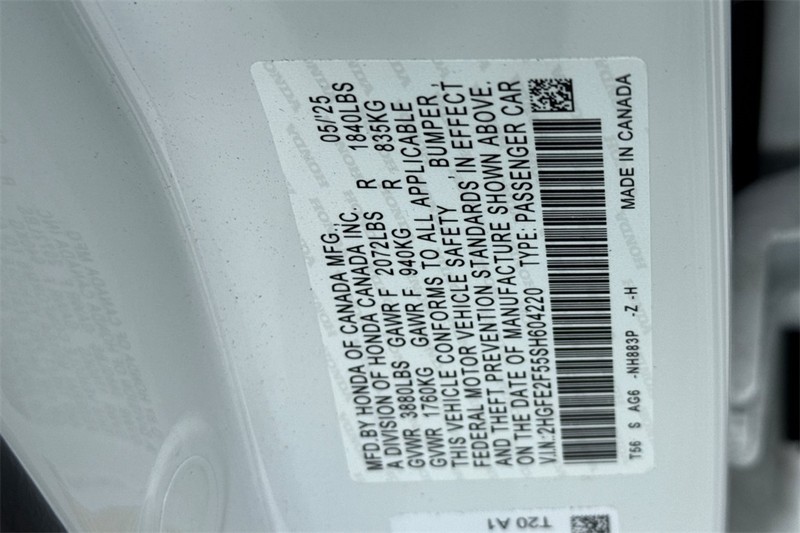 MFD.BY HONDA OF CANADA MFG., 05/'25
A DIVISION OF HONDA CANADA INC.
GVWR 3880LBS GAWR F 2072LBS R 1840LBS
GVWR 1760KG GAWR F 940KG R 835KG
THIS VEHICLE CONFORMS TO ALL APPLICABLE
FEDERAL MOTOR VEHICLE SAFETY , BUMPER ,
AND THEFT PREVENTION STANDARDS IN EFFECT
ON THE DATE OF MANUFACTURE SHOWN ABOVE.
V.I.N.:2HGFE2F55SH604220 TYPE: PASSENGER CAR
T56 S AG6 -NH883P -Z -H MADE IN CANADA
T20 A1